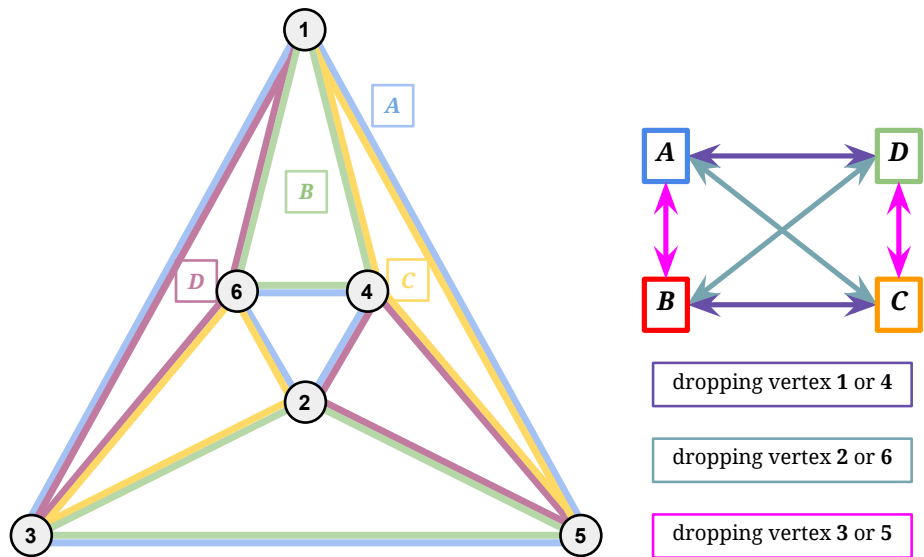 1
A
B
D
C
6
4
2
3
5
A
D
B
C
dropping vertex 1 or 4
dropping vertex 2 or 6
dropping vertex 3 or 5